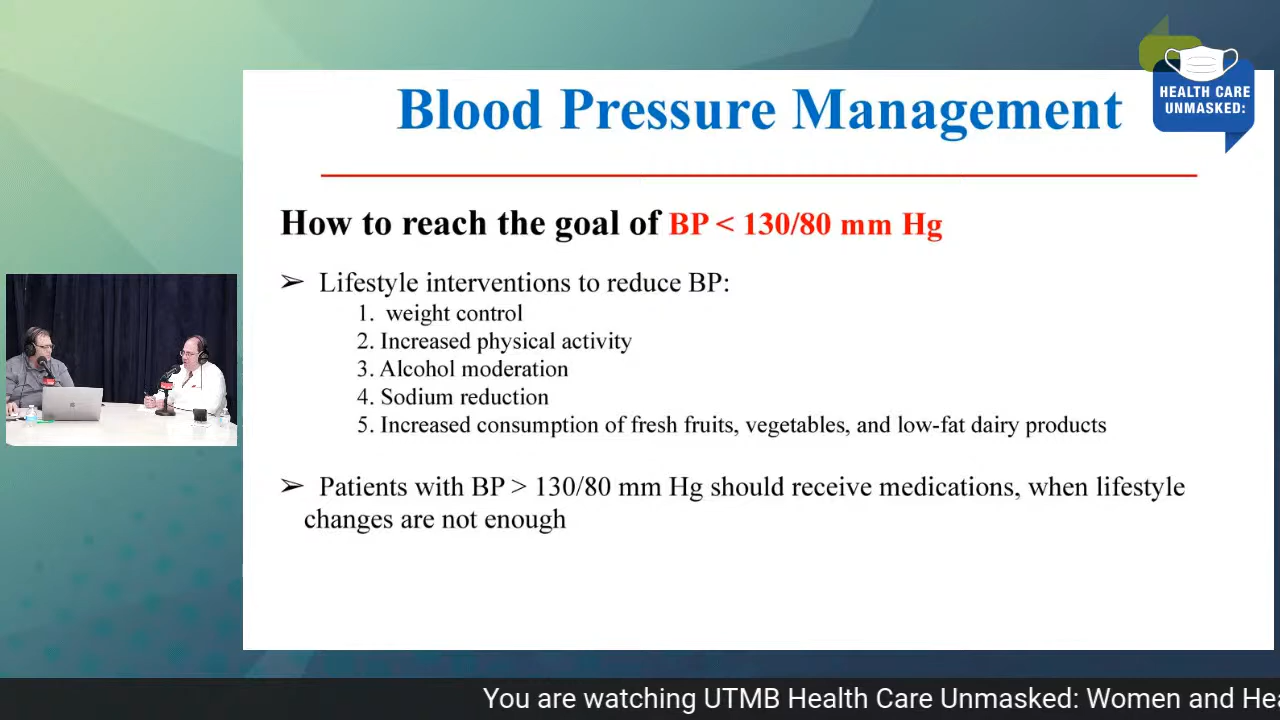 HEALTH CARE
UNMASKED:
Blood Pressure Management
How to reach the goal of BP < 130/80 mm Hg
➢ Lifestyle interventions to reduce BP:
1. weight control
2. Increased physical activity
3. Alcohol moderation
4. Sodium reduction
5. Increased consumption of fresh fruits, vegetables, and low-fat dairy products
➢ Patients with BP > 130/80 mm Hg should receive medications, when lifestyle
changes are not enough
You are watching UTMB Health Care Unmasked: Women and Hea